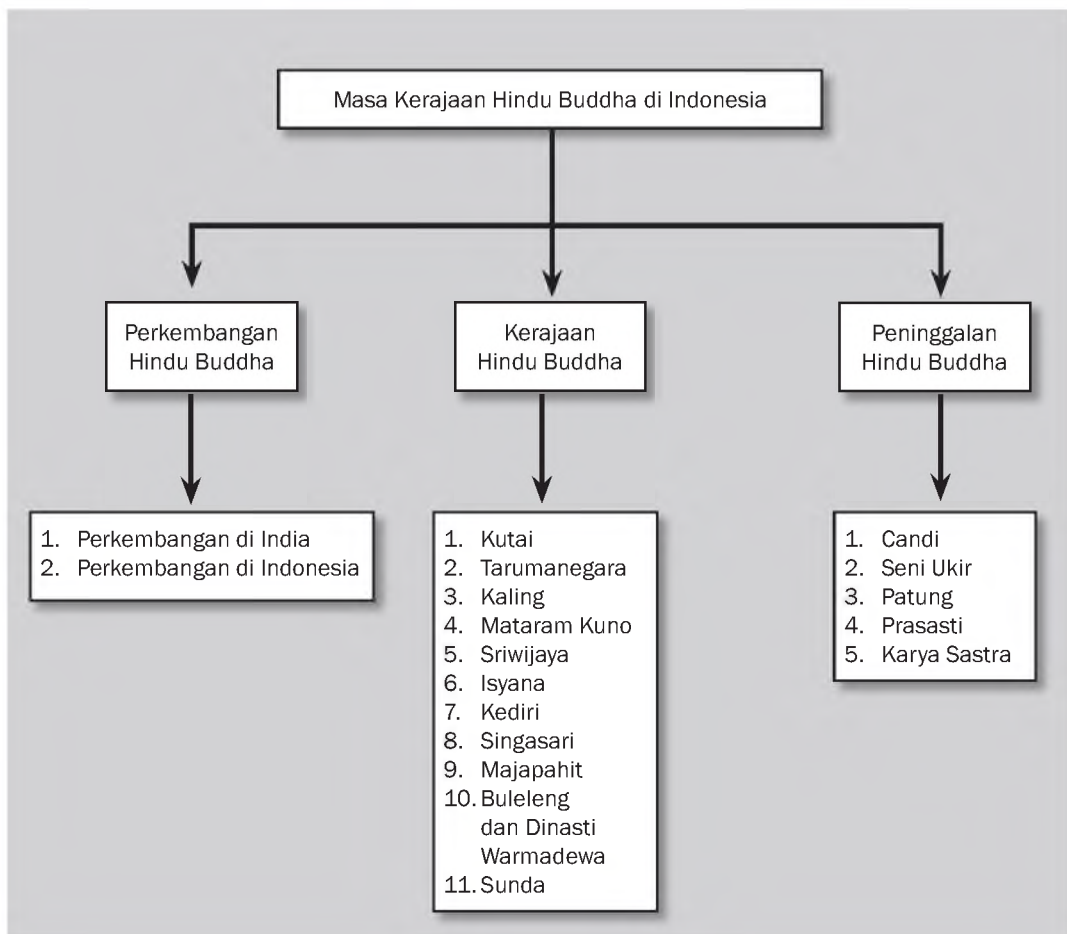 Masa Kerajaan Hindu Buddha di Indonesia
Perkembangan
Hindu Buddha
Kerajaan
Hindu Buddha
Peninggalan
Hindu Buddha
1. Perkembangan di India
2. Perkembangan di Indonesia
1. Kutai
2. Tarumanegara
3. Kaling
4. Mataram Kuno
5. Sriwijaya
6. Isyana
7. Kediri
8. Singasari
9. Majapahit
10. Buleleng
dan Dinasti
Warmadewa
11. Sunda
1. Candi
2. Seni Ukir
3. Patung
4. Prasasti
5. Karya Sastra